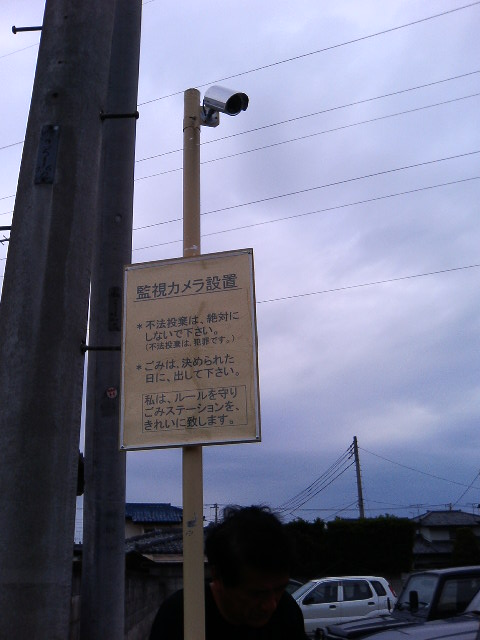 監視カメラ設置
*不法投棄は、絶対に
しないで下さい。
(不法投棄は、犯罪です。)
*ごみは、決められた
日に、出して下さい。
私は、ルールを守り
ごみステーションを、
きれいに致します。